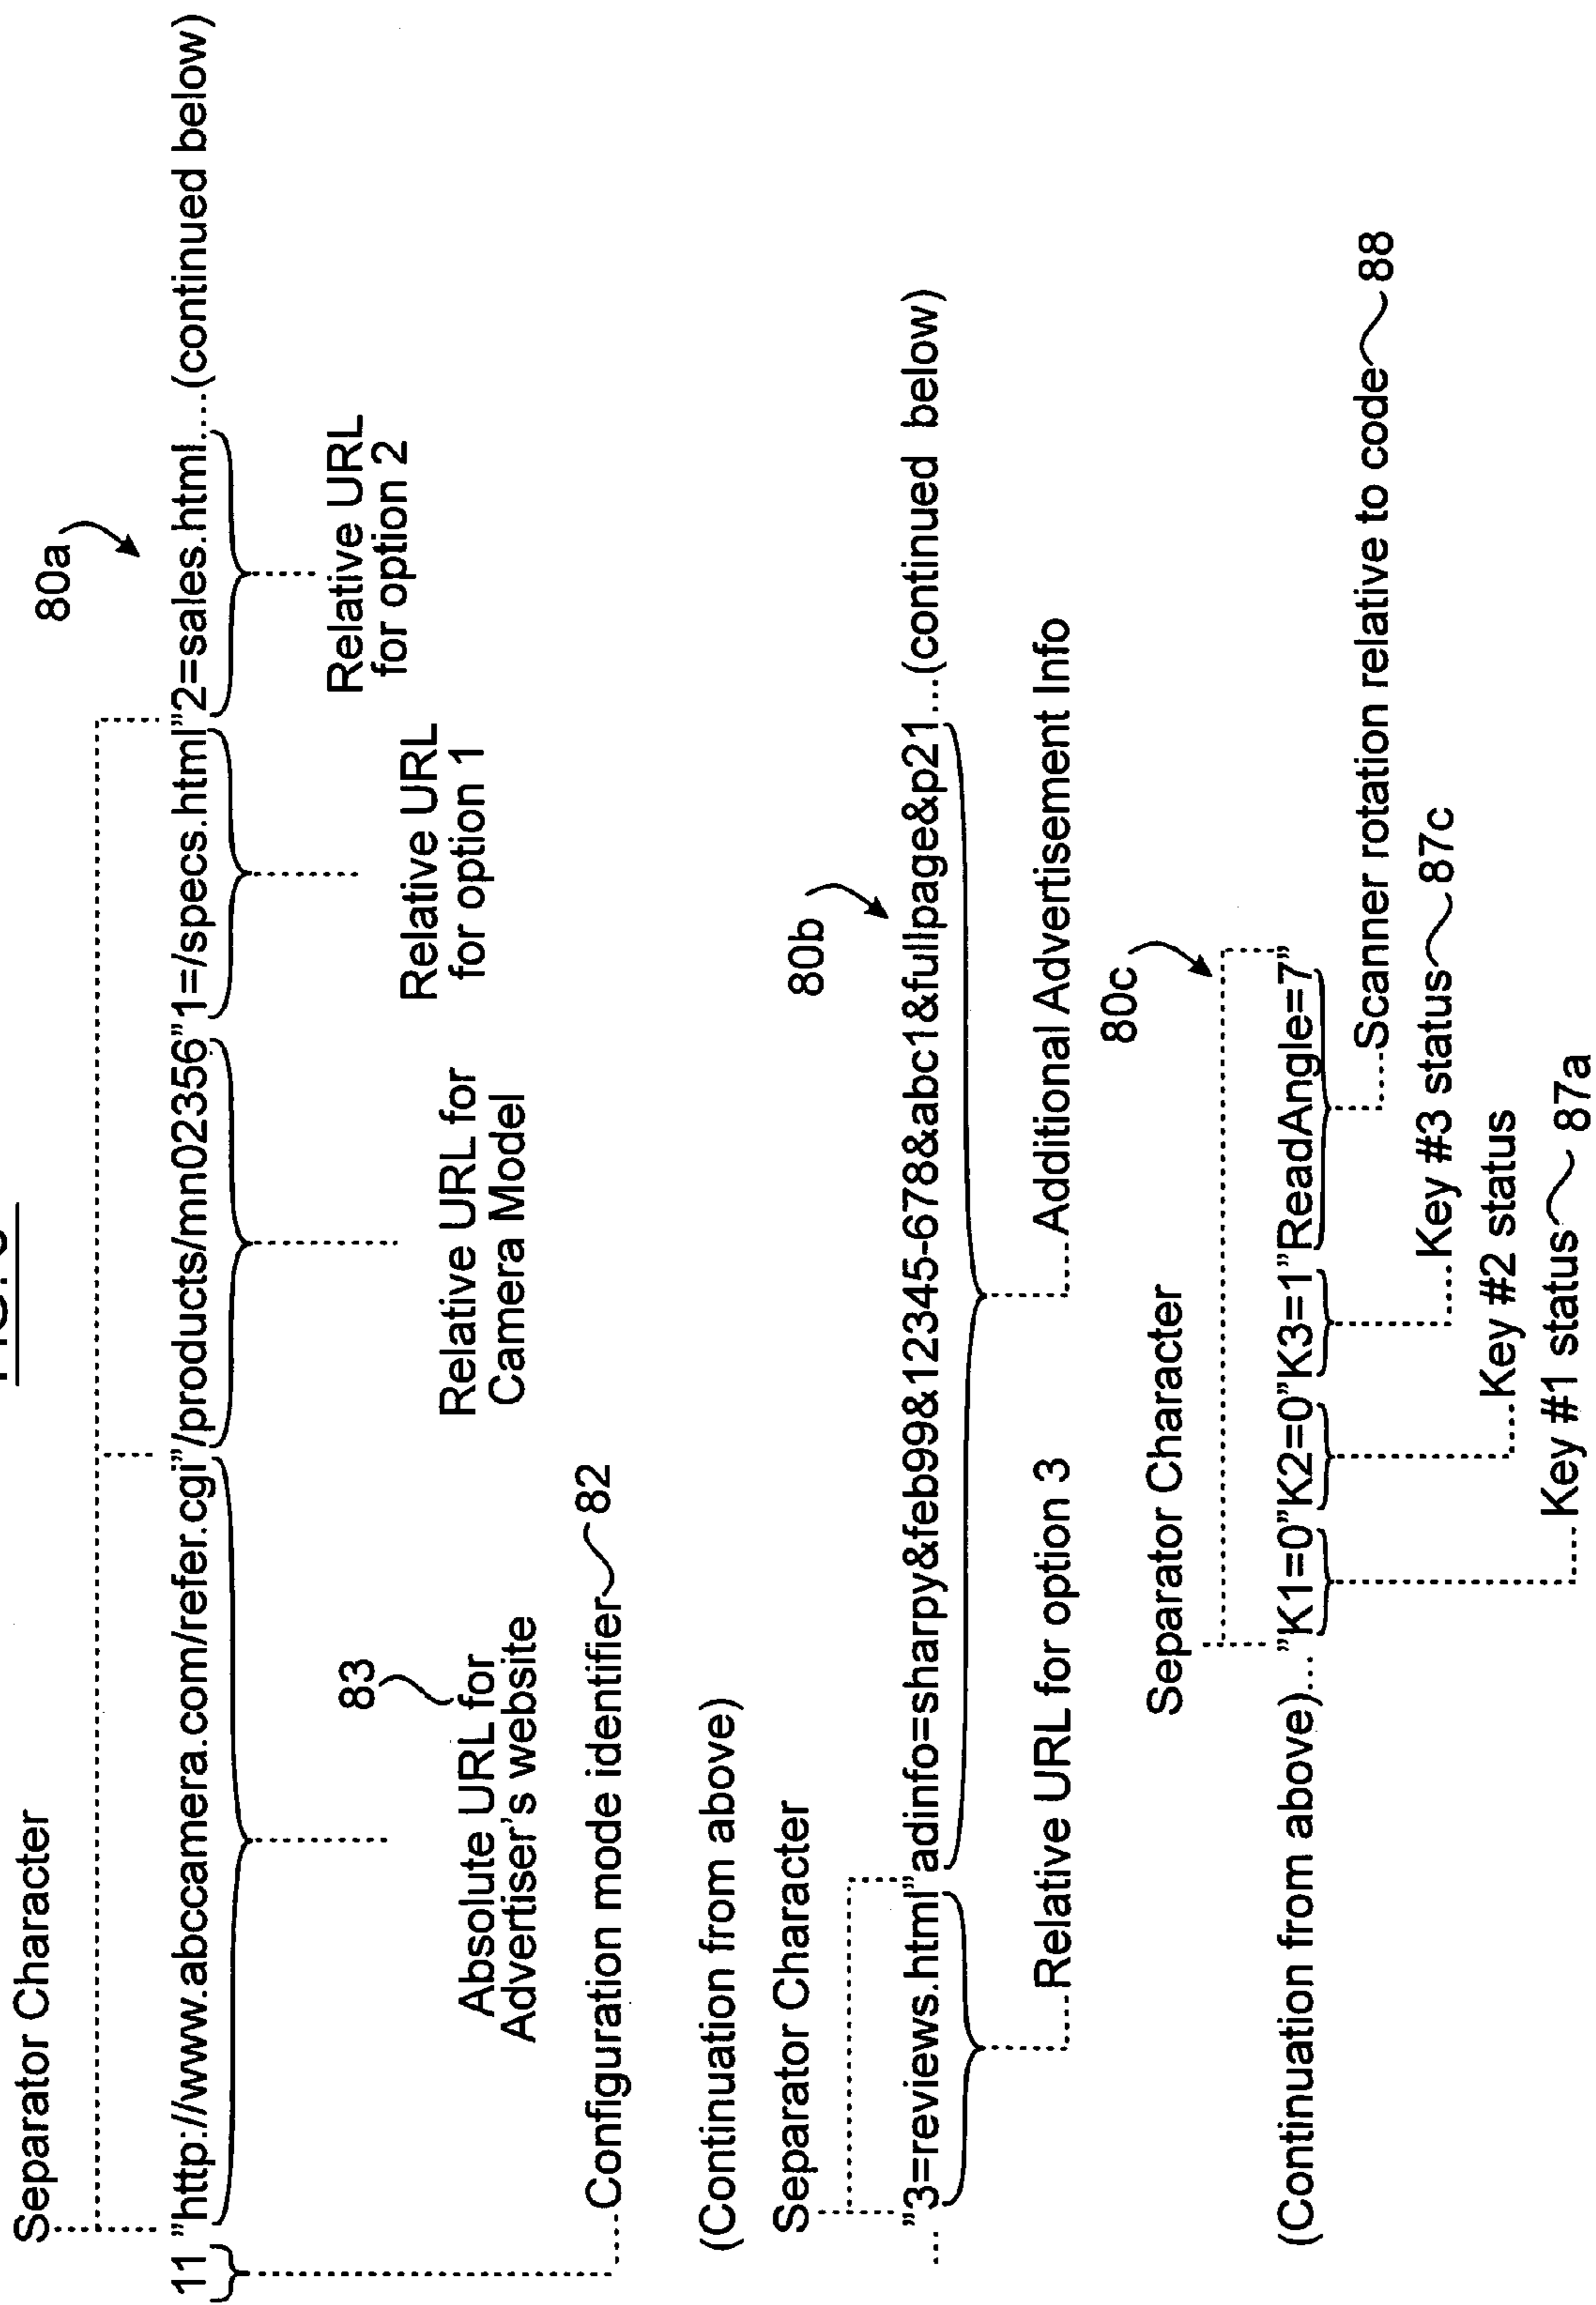 Separator Character
80a
11 "http://www.abccamera.com/refer.cgi"/products/mn02356"1=/specs.html"2=sales.html....(continued below)
83
Absolute URL for
Advertiser's website
Relative URL for
Camera Model
Relative URL
for option 1
Relative URL
for option 2
Configuration mode identifier 82
(Continuation from above)
Separator Character
80b
..."3=reviews.html"adinfo=sharpy&feb99&12345-678&abc1&fullpage&p21...(continued below)
Relative URL for option 3
Additional Advertisement Info
Separator Character
80c
(Continuation from above)..."K1=0"K2=0"K3=1"ReadAngle=7"
Scanner rotation relative to code 88
Key #3 status 87c
Key #2 status
Key #1 status 87a